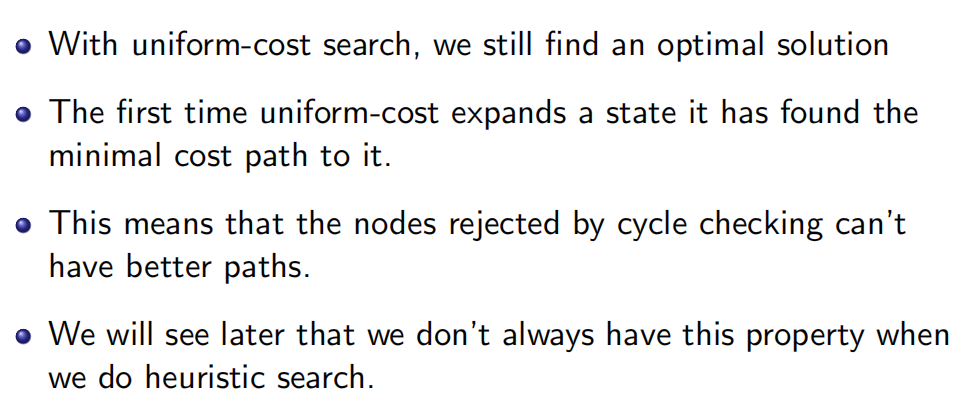 With uniform-cost search, we still find an optimal solution
The first time uniform-cost expands a state it has found the
minimal cost path to it.
This means that the nodes rejected by cycle checking can't
have better paths.
We will see later that we don't always have this property when
we do heuristic search.